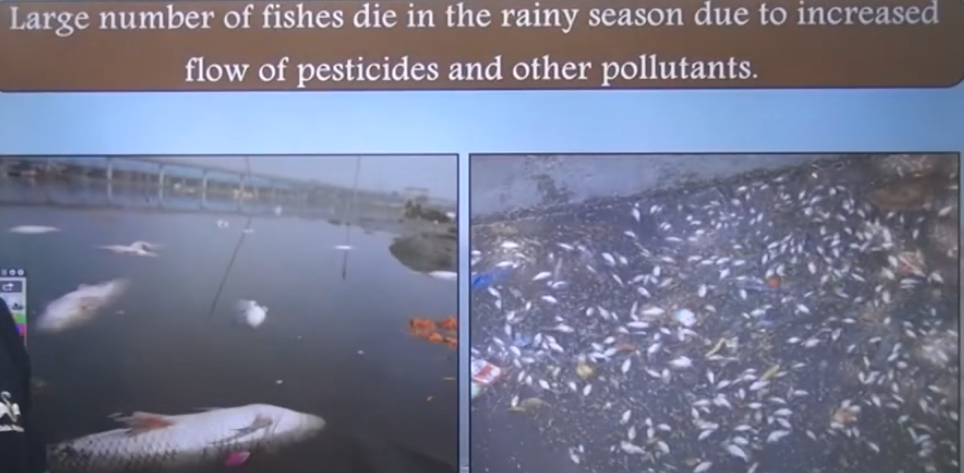 Large number of fishes die in the rainy season due to increased
flow of pesticides and other pollutants.